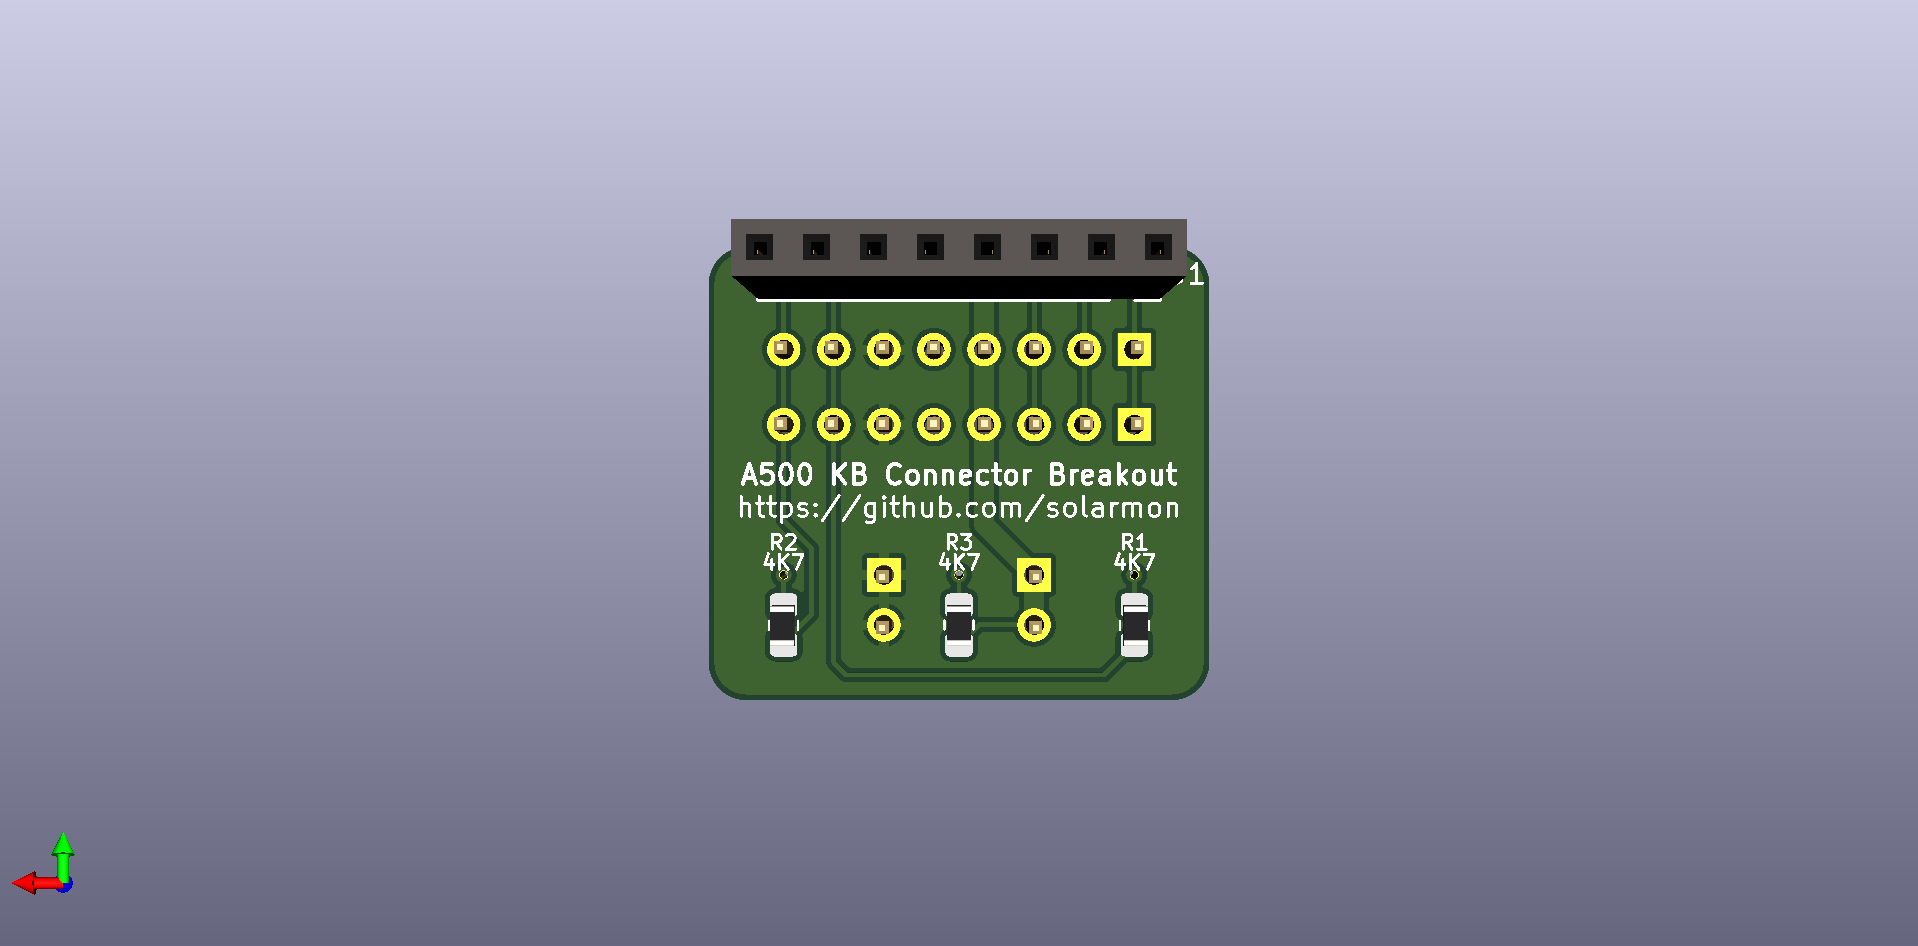 1
A500 KB Connector Breakout
https://github.com/solarmon
R2
4K7
R3
4K7
R1
4K7